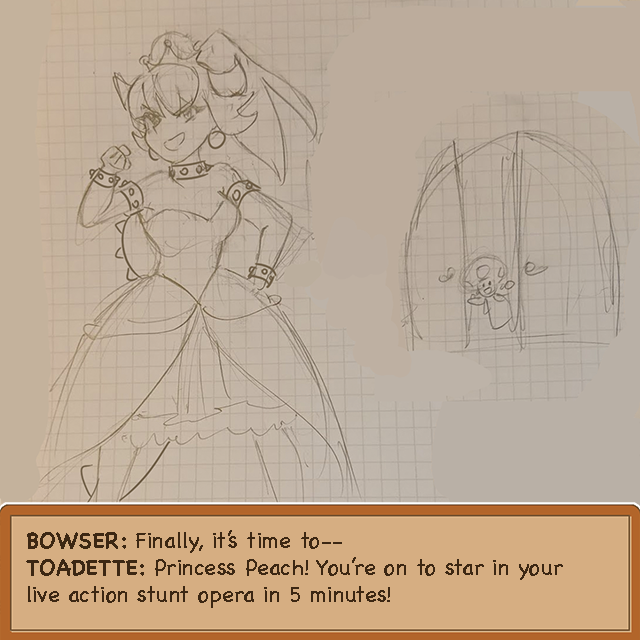 BOWSER: Finally, it's time to--
TOADETTE: Princess Peach! You're on to star in your
live action stunt opera in 5 minutes!